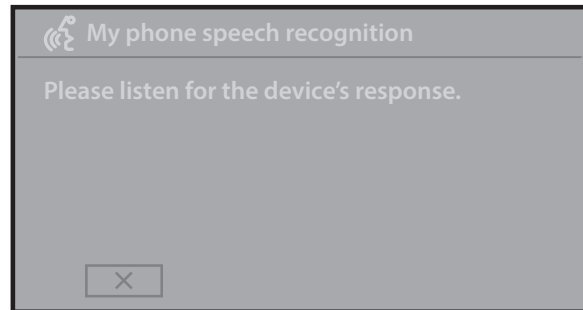 My phone speech recognition
Please listen for the device’s response.